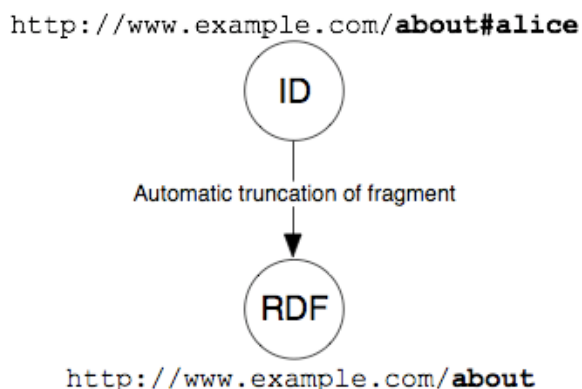 http://www.example.com/about#alice
ID
Automatic truncation of fragment
RDF
http://www.example.com/about